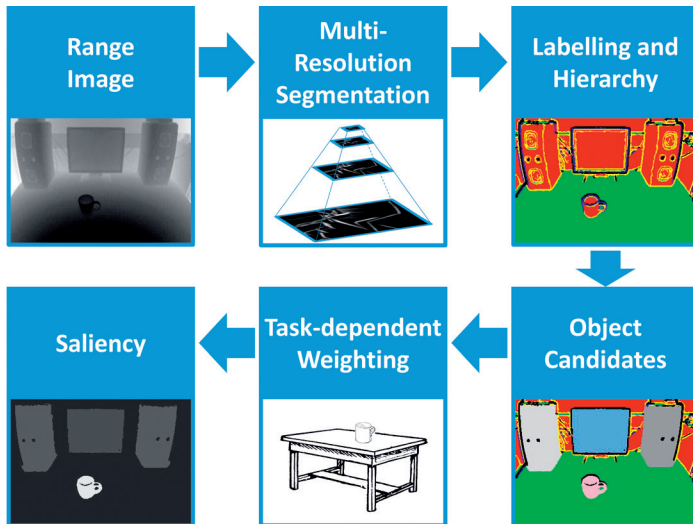 Range
Image
Multi-
Resolution
Segmentation
Labelling and
Hierarchy
Object
Candidates
Task-dependent
Weighting
Saliency